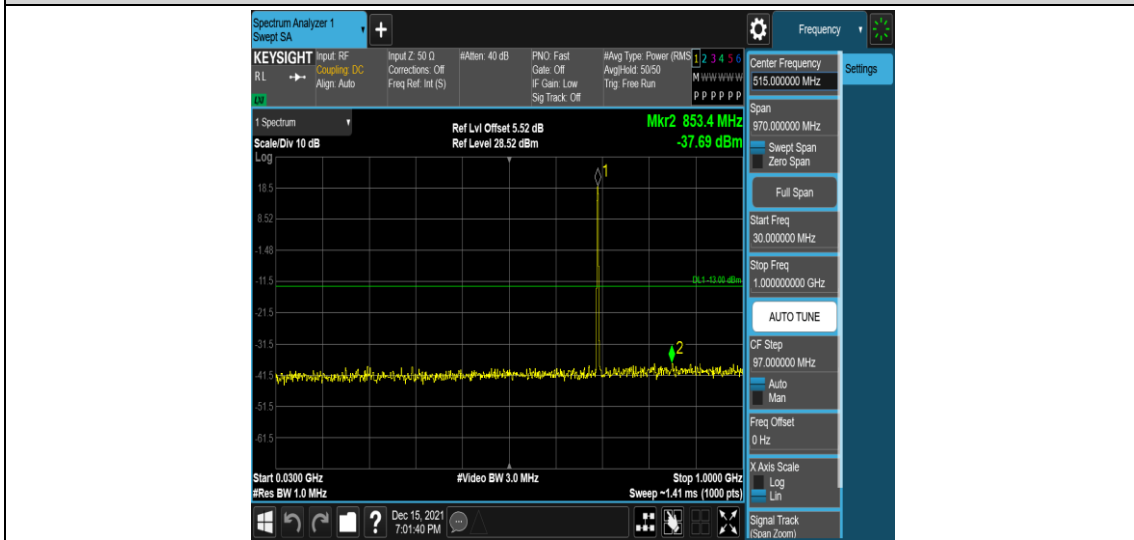 Spectrum Analyzer 1
Swept SA
+
Frequency
KEYSIGHT
RL
Input: RF
Coupling: DC
Align: Auto
Input Z: 50 Ω
Corrections: Off
Freq Ref: Int (S)
#Atten: 40 dB
PNO: Fast
Gate: Off
IF Gain: Low
Sig Track: Off
#Avg Type: Power (RMS
Avg|Hold: 50/50
Trig: Free Run
1 2 3 4 5 6
M W W W W W
P P P P P P
1 Spectrum
Scale/Div 10 dB
Log
Ref Lvl Offset 5.52 dB
Ref Level 28.52 dBm
Mkr2 853.4 MHz
-37.69 dBm
1
18.5
8.52
-1.48
-11.5
DL1 -13.00 dBm
-21.5
-31.5
2
-41.5
-51.5
-61.5
Start 0.0300 GHz
#Res BW 1.0 MHz
#Video BW 3.0 MHz
Stop 1.0000 GHz
Sweep ~1.41 ms (1000 pts)
Center Frequency
515.000000 MHz
Settings
Span
970.000000 MHz
Swept Span
Zero Span
Full Span
Start Freq
30.000000 MHz
Stop Freq
1.000000000 GHz
AUTO TUNE
CF Step
97.000000 MHz
Auto
Man
Freq Offset
0 Hz
X Axis Scale
Log
Lin
Signal Track
(Span Zoom)
?
Dec 15, 2021
7:01:40 PM